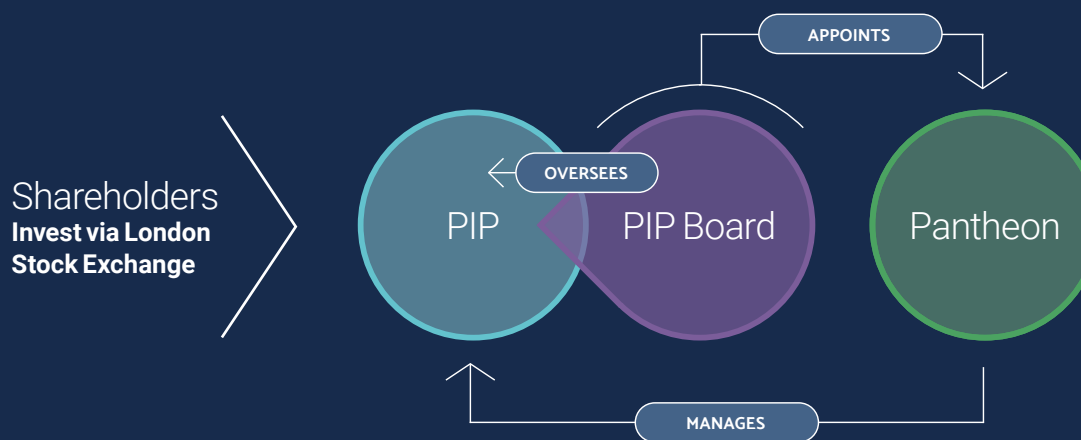 APPOINTS
OVERSEES
Shareholders
Invest via London
Stock Exchange
PIP
PIP Board
Pantheon
MANAGES